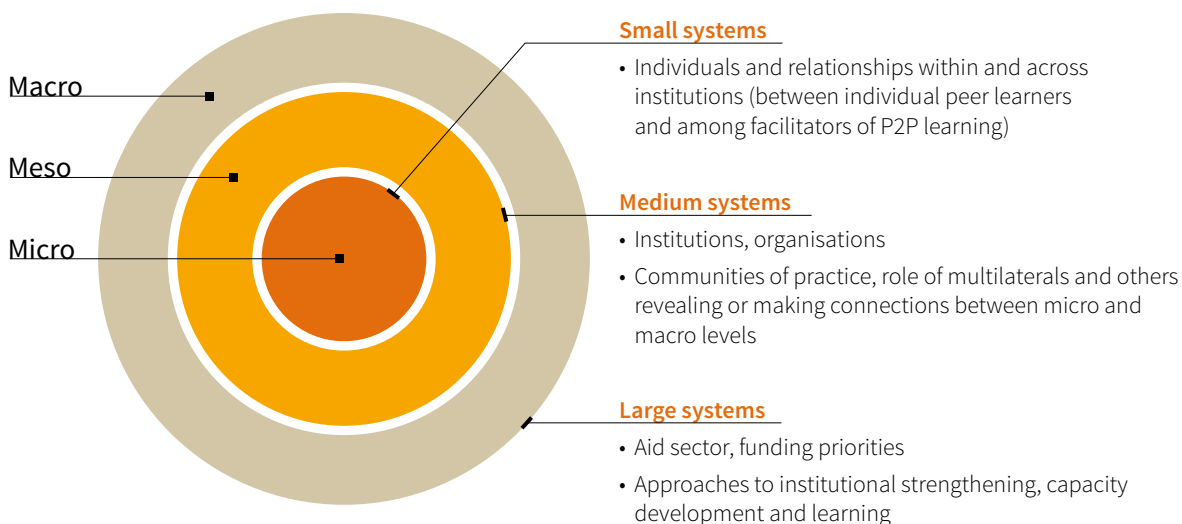 Macro
Meso
Micro
Small systems
• Individuals and relationships within and across
institutions (between individual peer learners
and among facilitators of P2P learning)
Medium systems
• Institutions, organisations
• Communities of practice, role of multilaterals and others
revealing or making connections between micro and
macro levels
Large systems
• Aid sector, funding priorities
• Approaches to institutional strengthening, capacity
development and learning